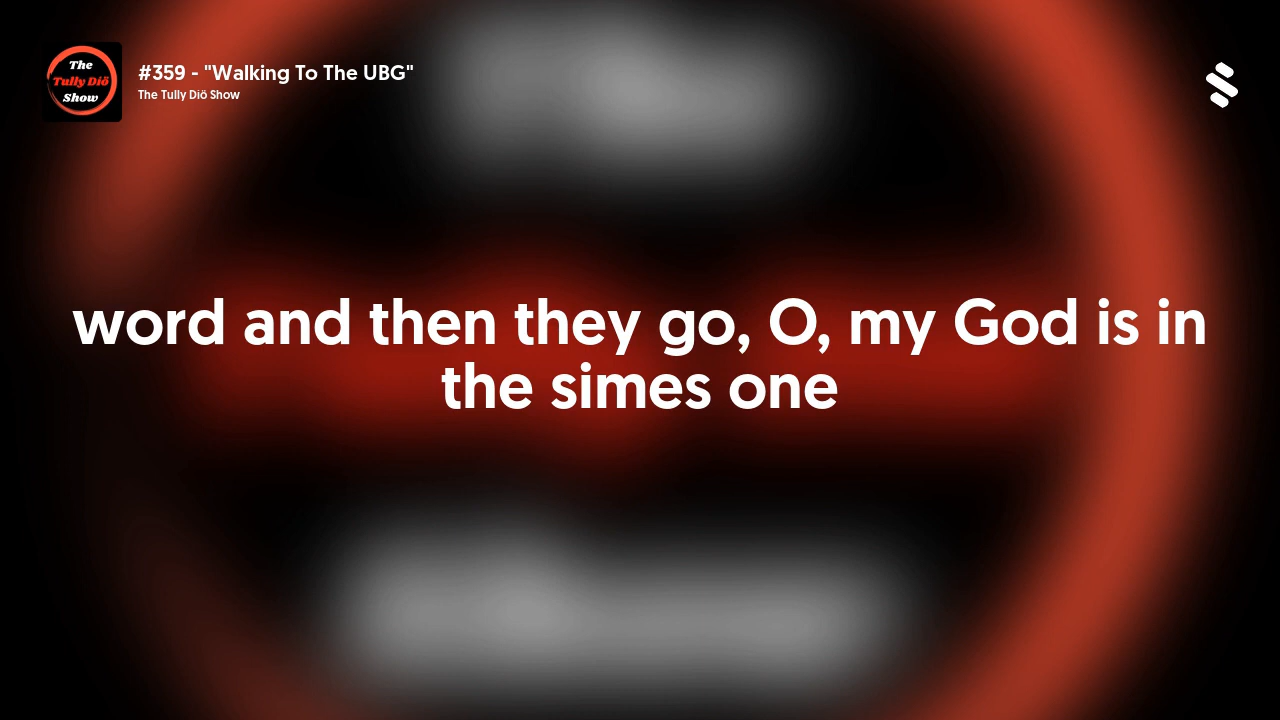 The
Tully Diö
Show
#359 - "Walking To The UBG"
The Tully Diö Show
word and then they go, O, my God is in
the simes one